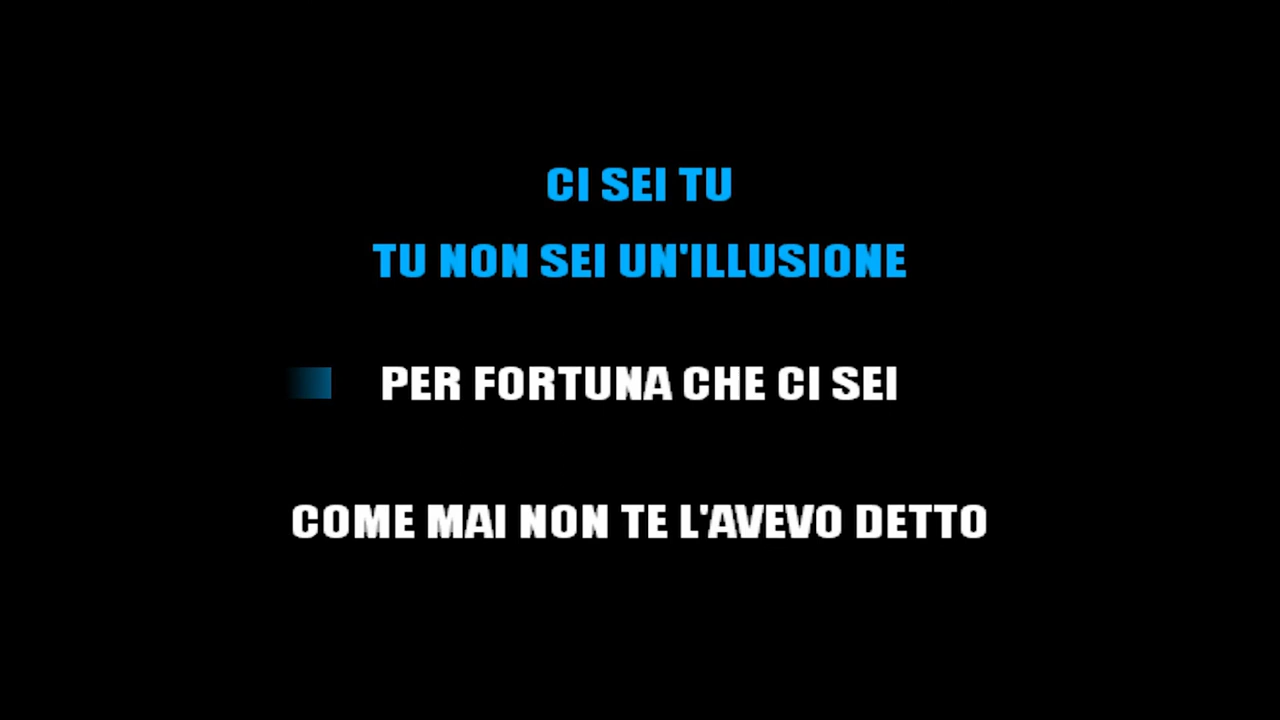 CI SEI TU
TU NON SEI UN'ILLUSIONE
PER FORTUNA CHE CI SEI
COME MAI NON TE L'AVEVO DETTO